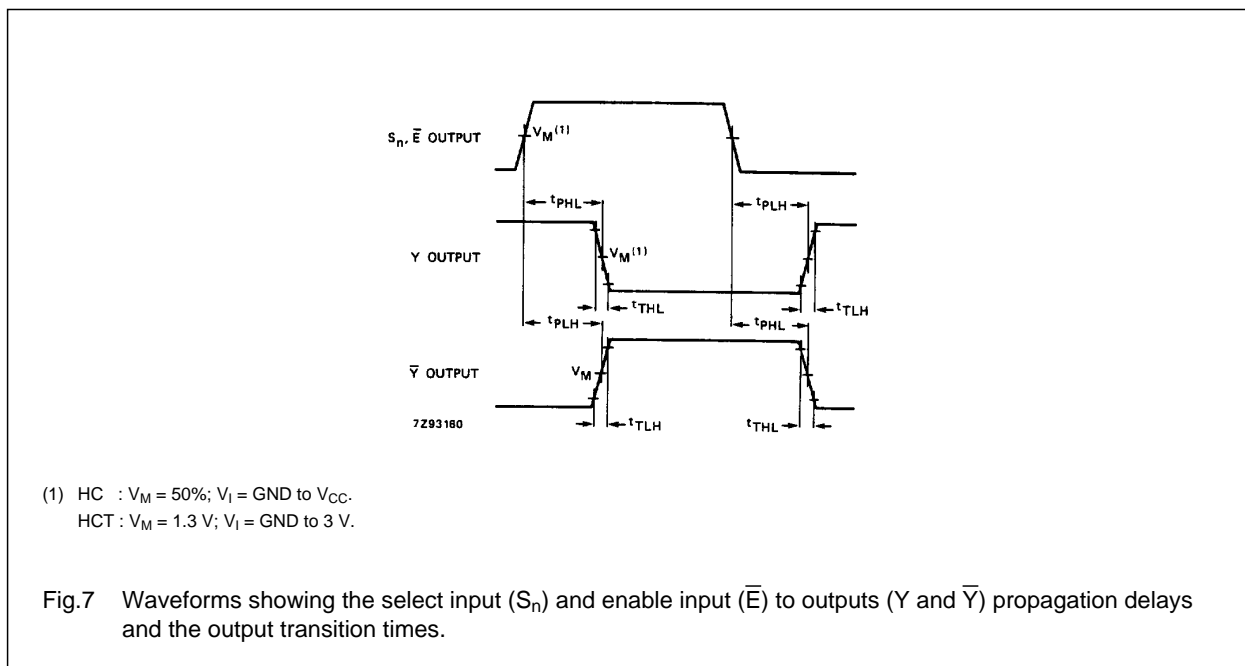 Sn, E̅ OUTPUT
VM(1)
tPHL
tPLH
Y OUTPUT
VM(1)
tTHL
tTLH
tPLH
tPHL
Y̅ OUTPUT
VM
tTLH
tTHL
7Z93180
(1) HC : VM = 50%; VI = GND to VCC.
HCT : VM = 1.3 V; VI = GND to 3 V.
Fig.7 Waveforms showing the select input (Sn) and enable input (E̅) to outputs (Y and Y̅) propagation delays
and the output transition times.